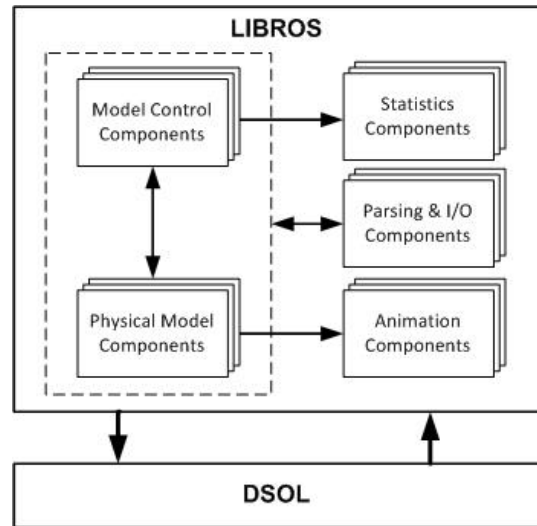 LIBROS
Model Control
Components
Statistics
Components
Parsing & I/O
Components
Physical Model
Components
Animation
Components
DSOL